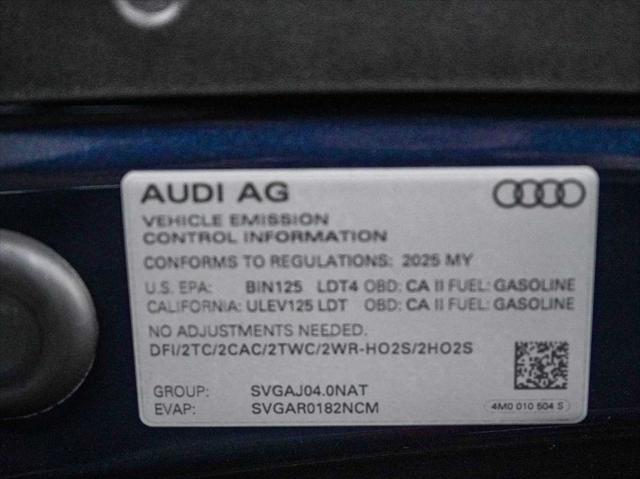 AUDI AG
VEHICLE EMISSION
CONTROL INFORMATION
CONFORMS TO REGULATIONS: 2025 MY
U.S. EPA: BIN125 LDT4 OBD: CA II FUEL: GASOLINE
CALIFORNIA: ULEV125 LDT OBD: CA II FUEL: GASOLINE
NO ADJUSTMENTS NEEDED.
DFI/2TC/2CAC/2TWC/2WR-HO2S/2HO2S
GROUP: SVGAJ04.0NAT
EVAP: SVGAR0182NCM
4M0 010 504 S